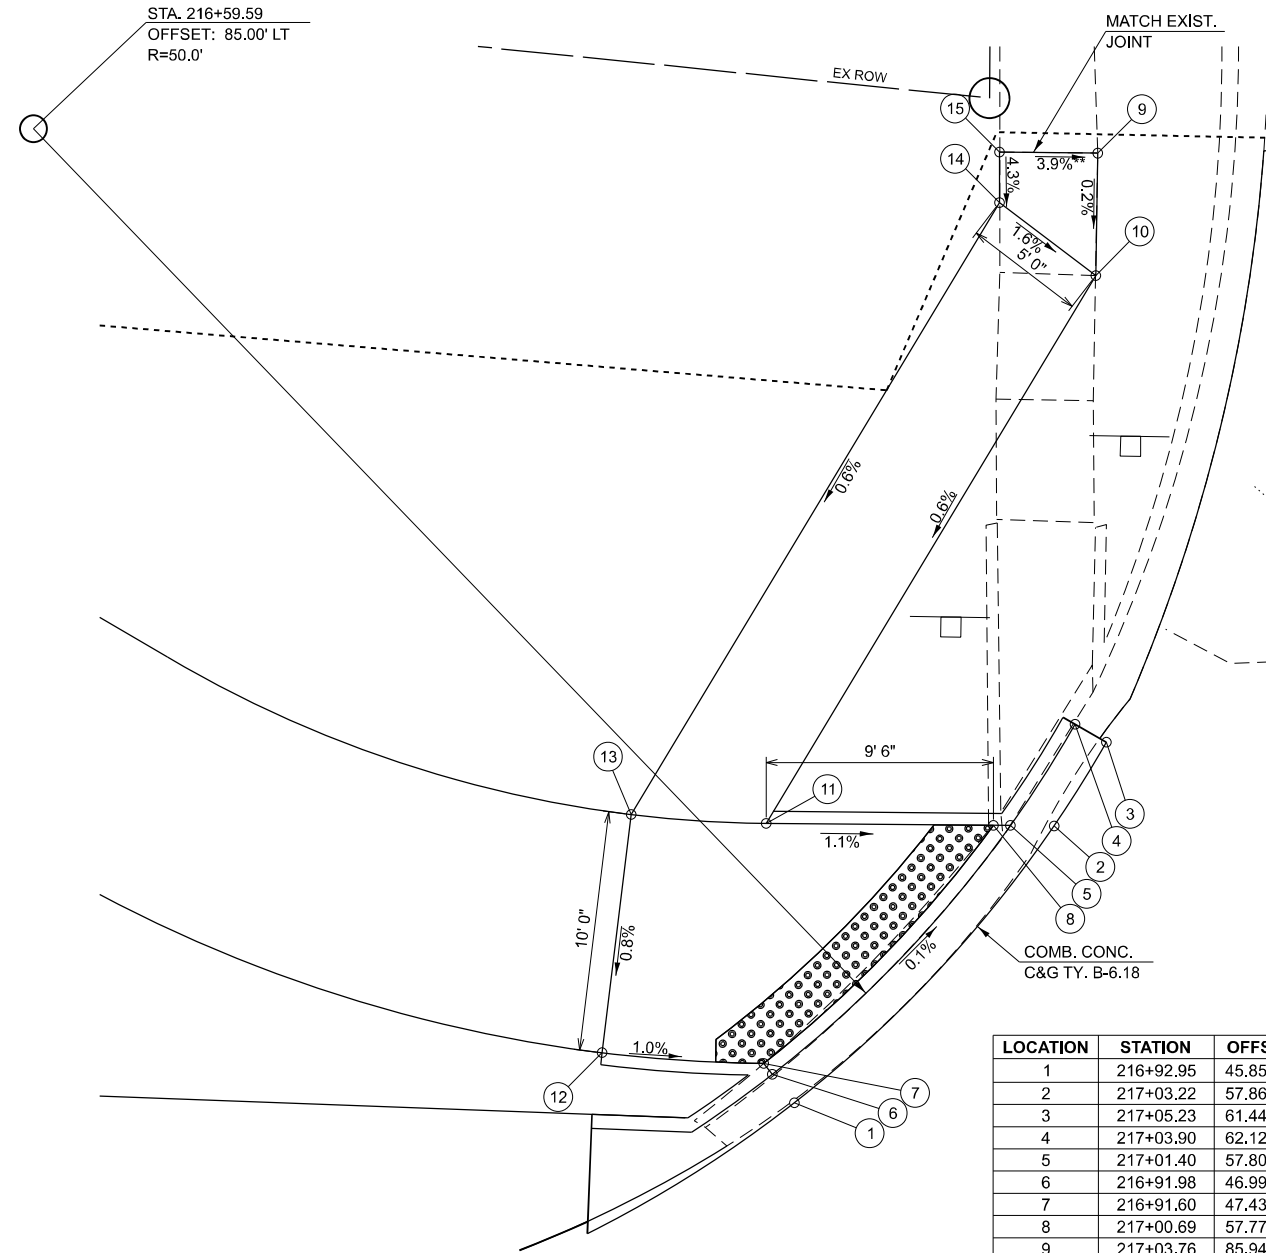 STA. 216+59.59
OFFSET: 85.00' LT
R=50.0'
MATCH EXIST.
JOINT
EX ROW
15
9
3.9%**
14
4.3%
0.2%
1.6%
5' 0"
10
0.6%
0.6%
9' 6"
13
11
3
1.1%
4
2
5
8
10' 0"
0.8%
0.1%
COMB. CONC.
C&G TY. B-6.18
1.0%
12
7
6
1
LOCATION STATION OFFS
1 216+92.95 45.85
2 217+03.22 57.86
3 217+05.23 61.44
4 217+03.90 62.12
5 217+01.40 57.80
6 216+91.98 46.99
7 216+91.60 47.43
8 217+00.69 57.77
9 217+03.76 85.94